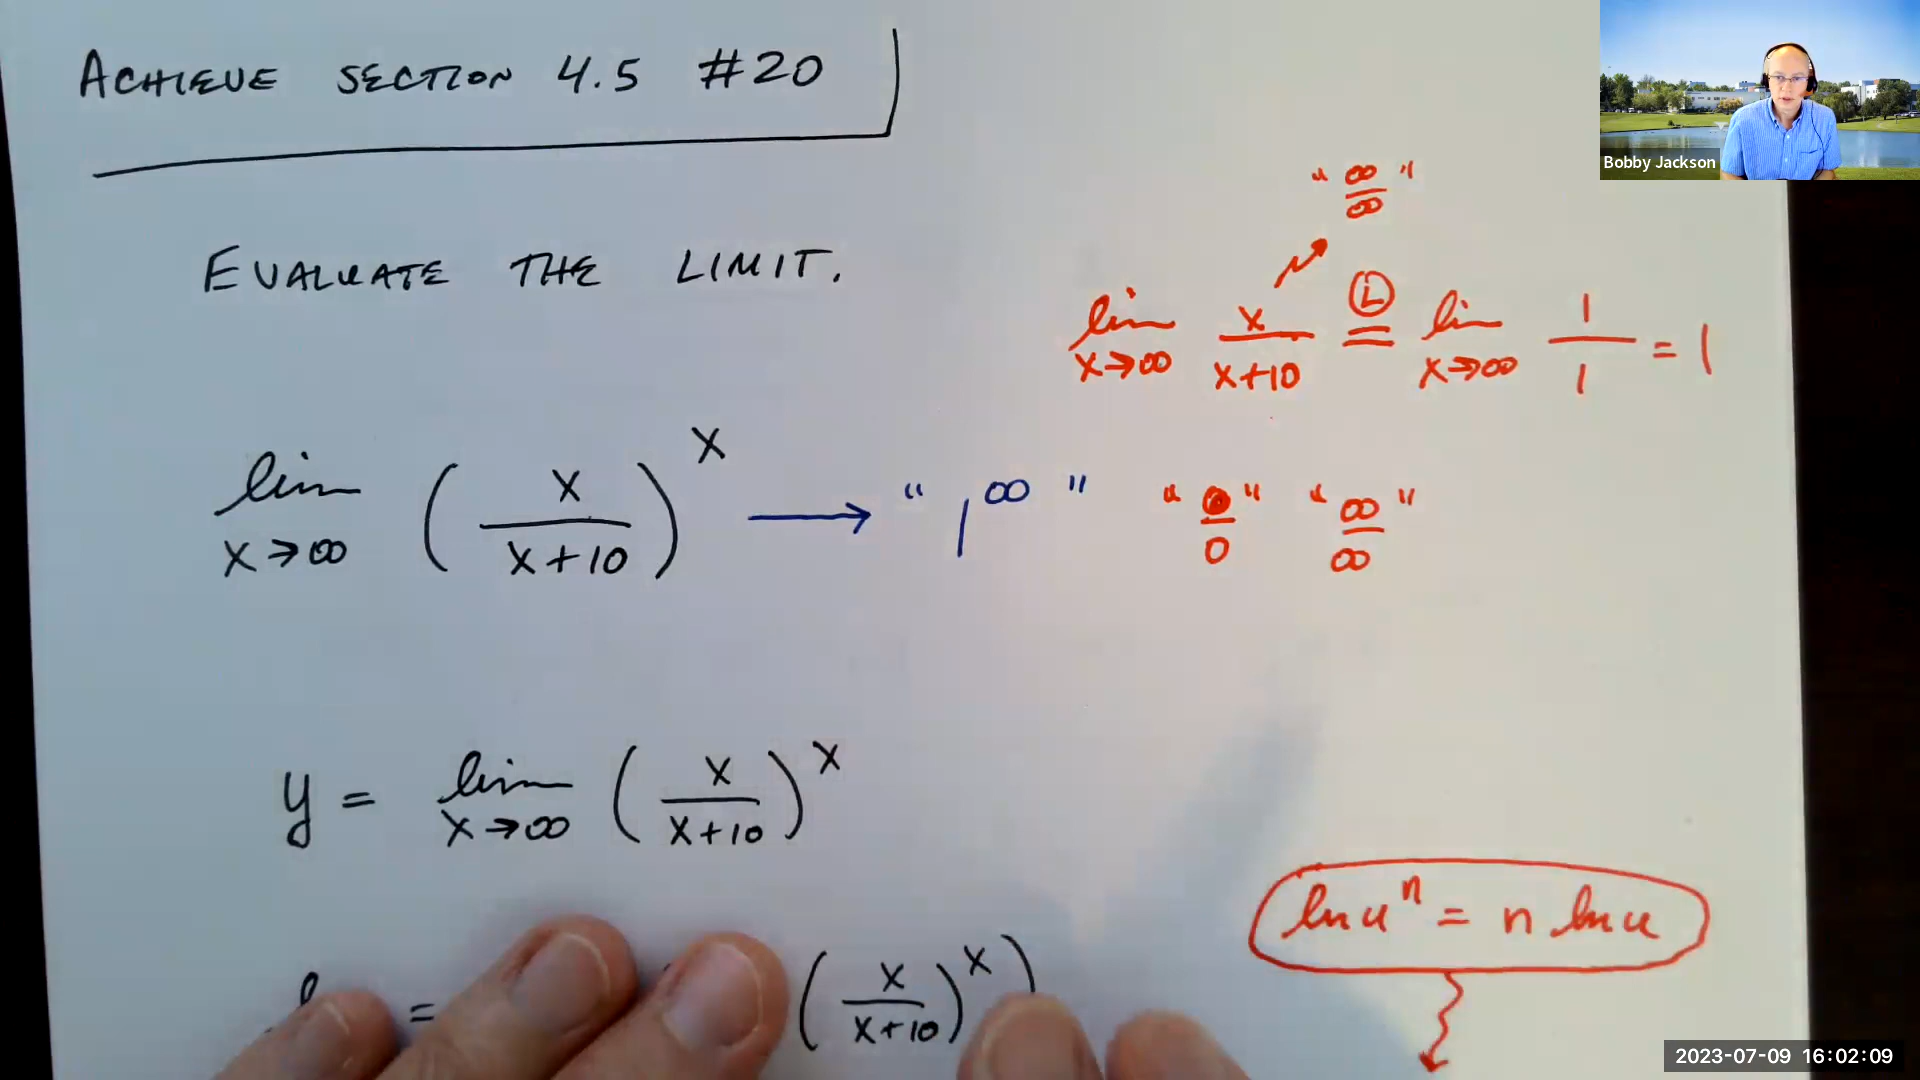 ACHIEVE SECTION 4.5 #20
Bobby Jackson
EVALUATE THE LIMIT.
" ∞/∞ "
lim x→∞ x/(x+10) =(L) lim x→∞ 1/1 = 1
lim x→∞ ( x/(x+10) )^x → " 1^∞ " " 0/0 " " ∞/∞ "
y = lim x→∞ ( x/(x+10) )^x
ln u^n = n ln u
= ( x/(x+10) )^x )
2023-07-09 16:02:09